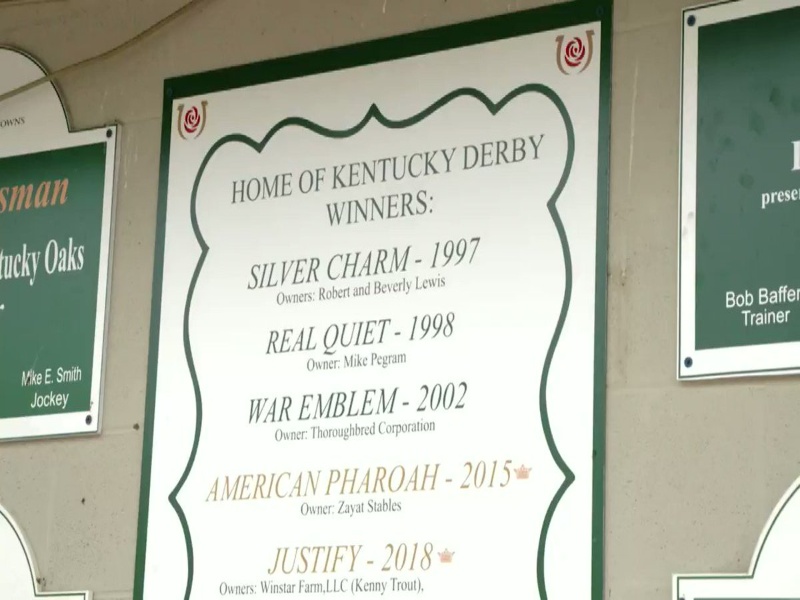 OWNS
sman
tucky Oaks
Mike E. Smith
Jockey
HOME OF KENTUCKY DERBY
WINNERS:
SILVER CHARM - 1997
Owners: Robert and Beverly Lewis
REAL QUIET - 1998
Owner: Mike Pegram
WAR EMBLEM - 2002
Owner: Thoroughbred Corporation
AMERICAN PHAROAH - 2015
Owner: Zayat Stables
JUSTIFY - 2018
Owners: Winstar Farm,LLC (Kenny Trout),
prese
Bob Baffer
Trainer